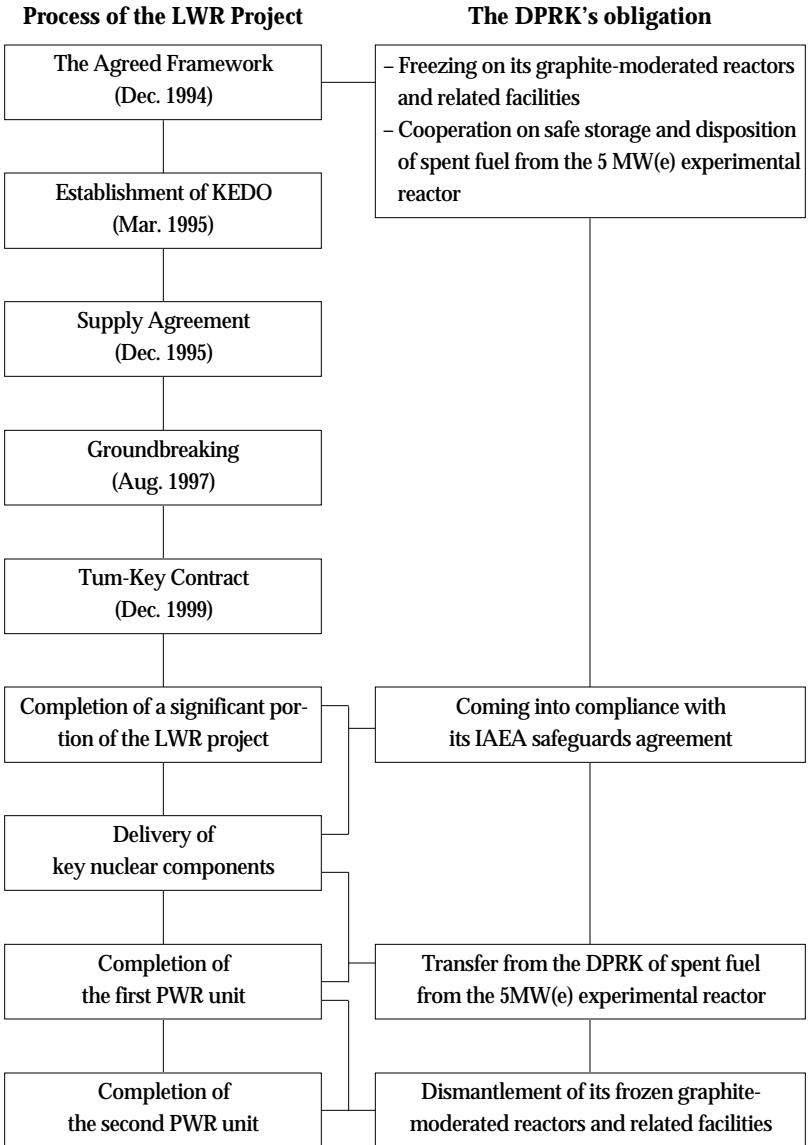 Process of the LWR Project
The DPRK's obligation
The Agreed Framework
(Dec. 1994)
– Freezing on its graphite-moderated reactors
and related facilities
– Cooperation on safe storage and disposition
of spent fuel from the 5 MW(e) experimental
reactor
Establishment of KEDO
(Mar. 1995)
Supply Agreement
(Dec. 1995)
Groundbreaking
(Aug. 1997)
Tum-Key Contract
(Dec. 1999)
Completion of a significant por-
tion of the LWR project
Coming into compliance with
its IAEA safeguards agreement
Delivery of
key nuclear components
Completion of
the first PWR unit
Transfer from the DPRK of spent fuel
from the 5MW(e) experimental reactor
Completion of
the second PWR unit
Dismantlement of its frozen graphite-
moderated reactors and related facilities